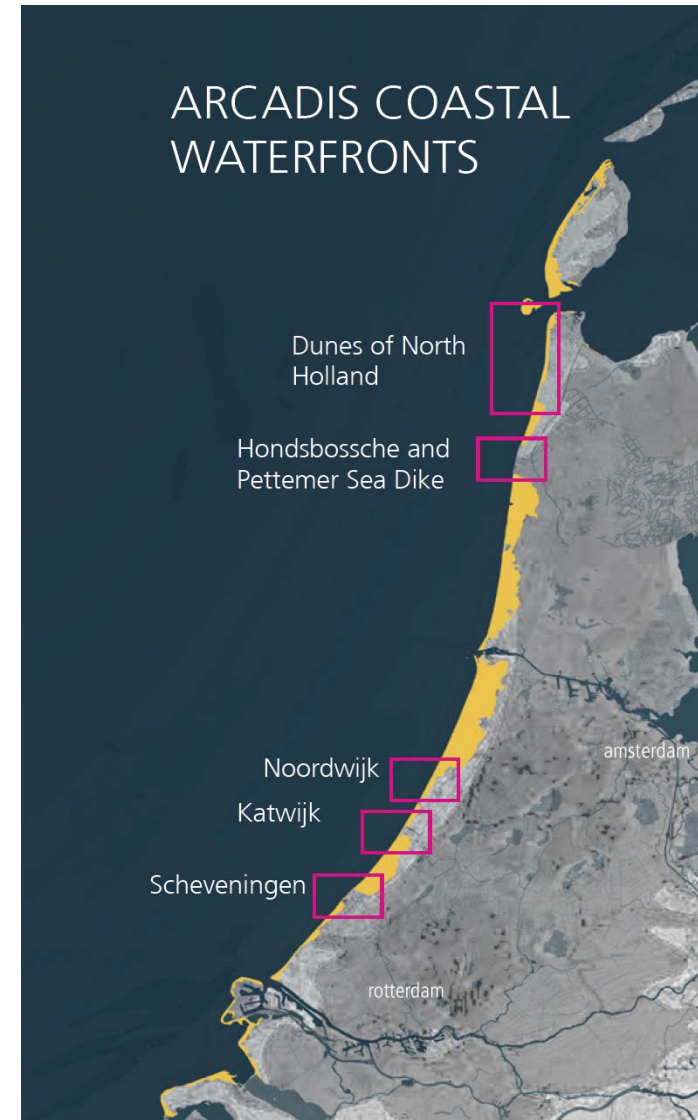 ARCADIS COASTAL
WATERFRONTS
Dunes of North
Holland
Hondsbossche and
Pettemer Sea Dike
amsterdam
Noordwijk
Katwijk
Scheveningen
rotterdam